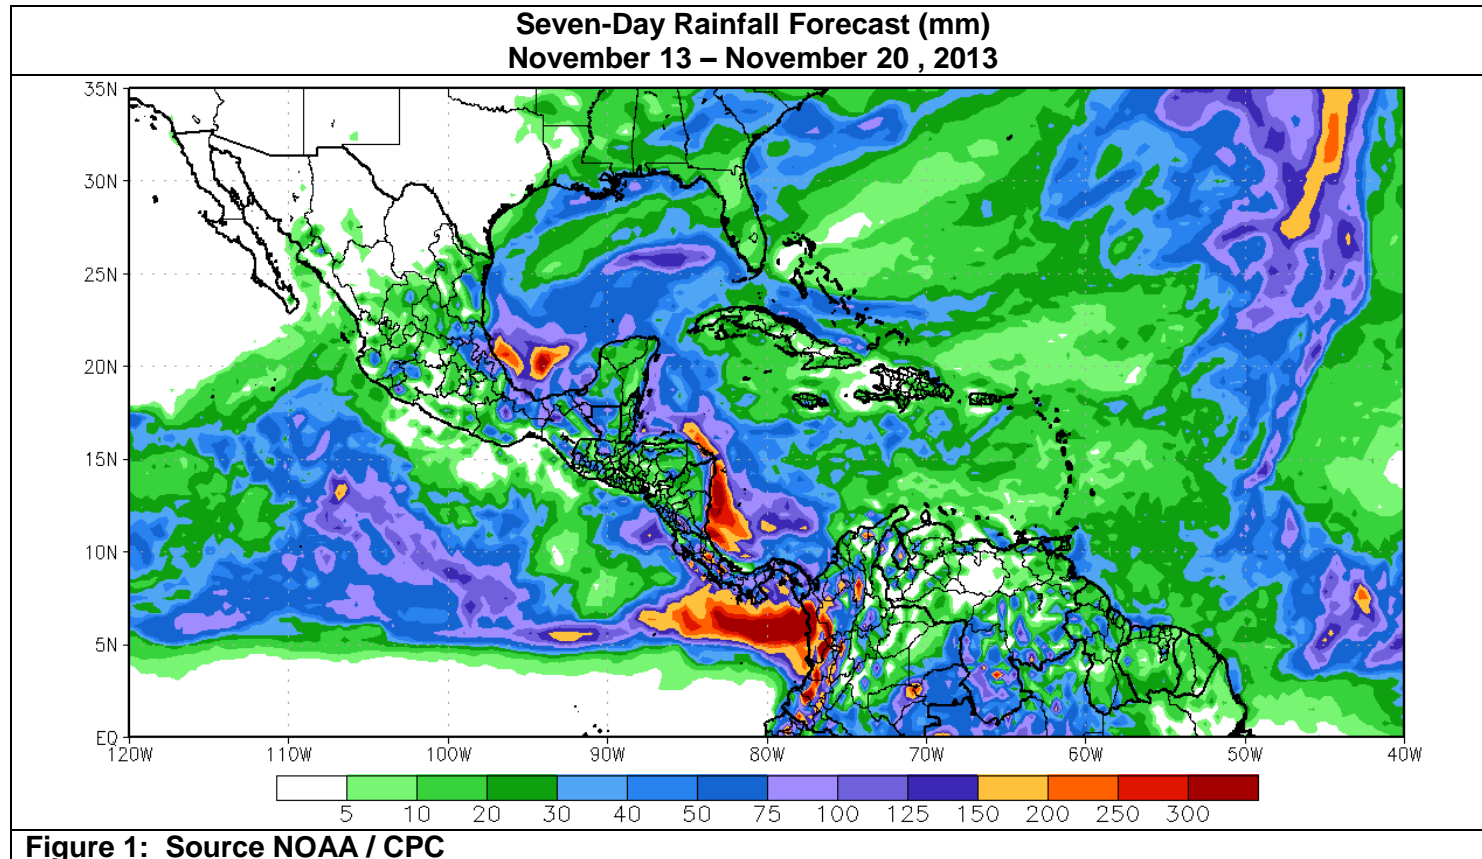 Seven-Day Rainfall Forecast (mm)
November 13 – November 20 , 2013
35N
30N
25N
20N
15N
10N
5N
EQ
120W 110W 100W 90W 80W 70W 60W 50W 40W
5 10 20 30 40 50 75 100 125 150 200 250 300
Figure 1: Source NOAA / CPC